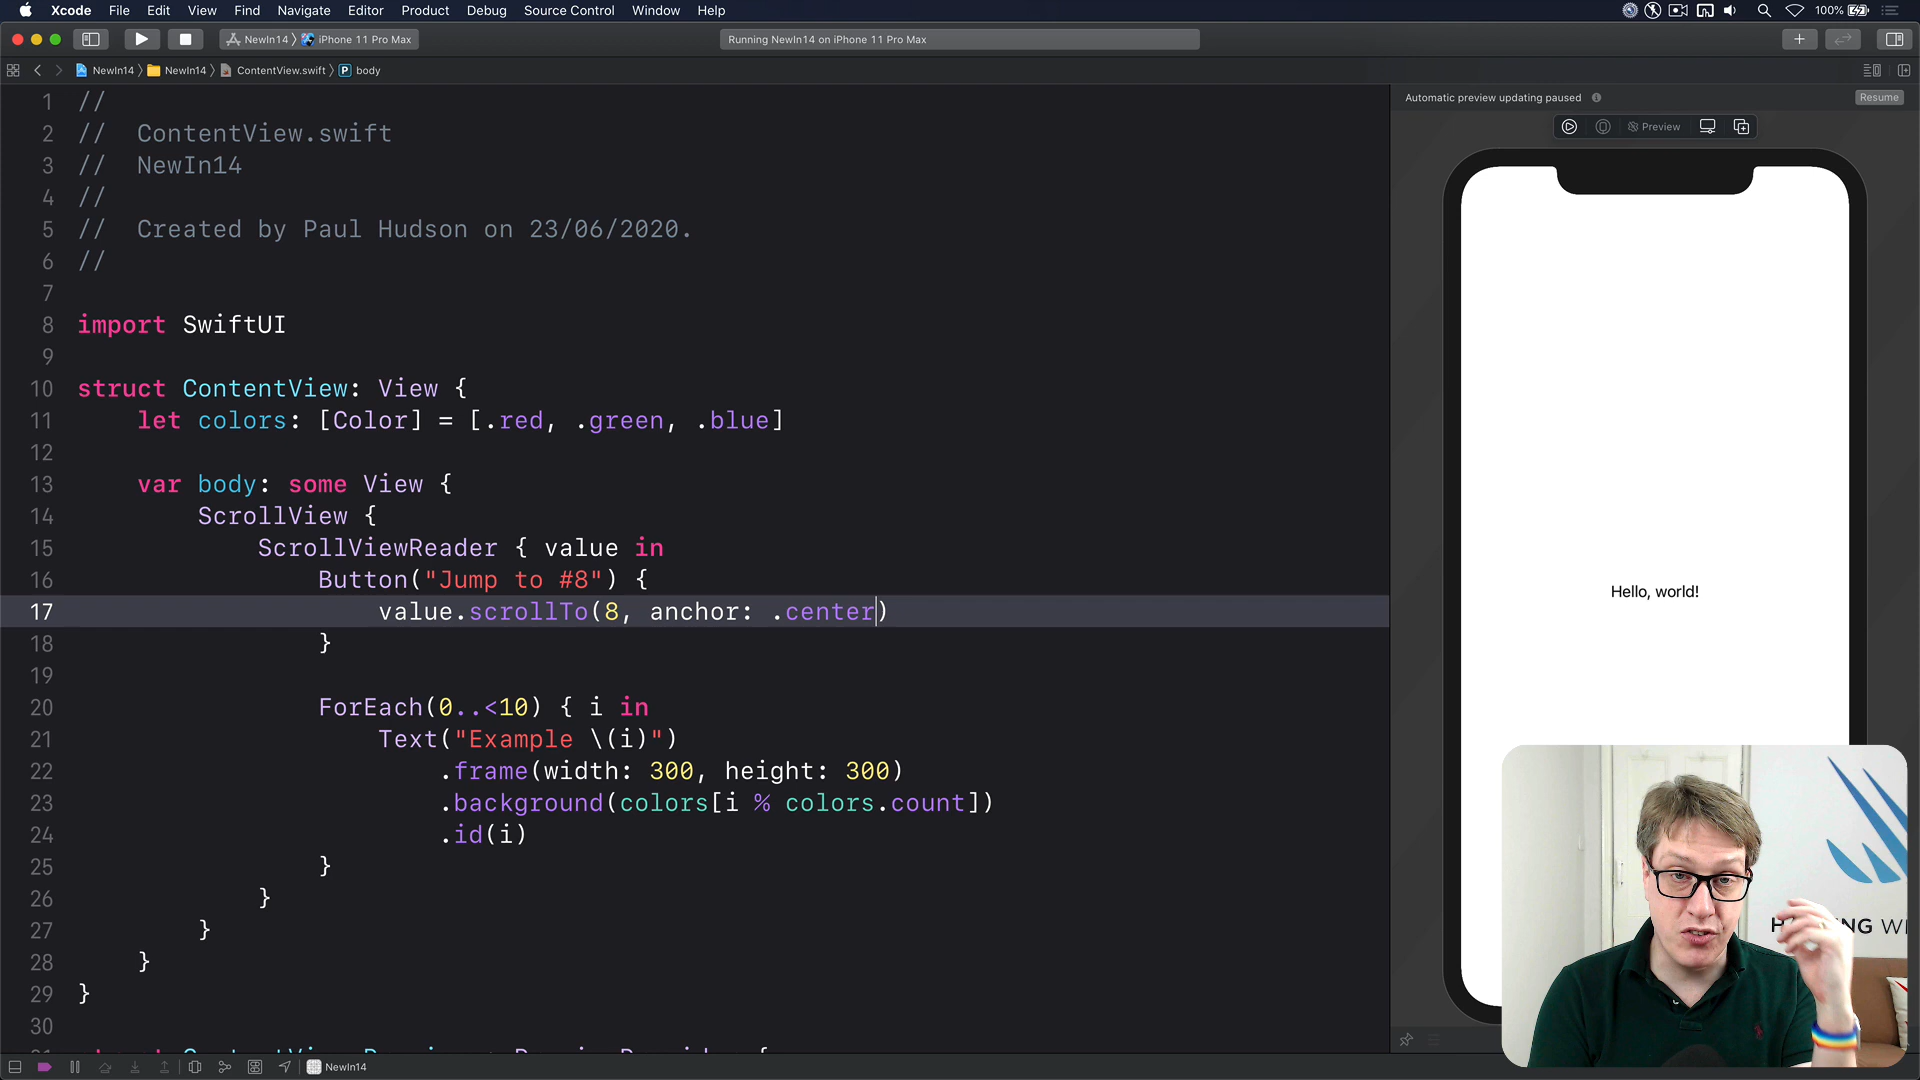 Xcode File Edit View Find Navigate Editor Product Debug Source Control Window Help 100%
NewIn14 iPhone 11 Pro Max Running NewIn14 on iPhone 11 Pro Max
NewIn14 NewIn14 ContentView.swift P body
Automatic preview updating paused Resume
Preview
1 //
2 //  ContentView.swift
3 //  NewIn14
4 //
5 //  Created by Paul Hudson on 23/06/2020.
6 //
7
8 import SwiftUI
9
10 struct ContentView: View {
11     let colors: [Color] = [.red, .green, .blue]
12
13     var body: some View {
14         ScrollView {
15             ScrollViewReader { value in
16                 Button("Jump to #8") {
17                     value.scrollTo(8, anchor: .center)
18                 }
19
20                 ForEach(0..<10) { i in
21                     Text("Example \(i)")
22                         .frame(width: 300, height: 300)
23                         .background(colors[i % colors.count])
24                         .id(i)
25                 }
26             }
27         }
28     }
29 }
30
Hello, world!
NewIn14